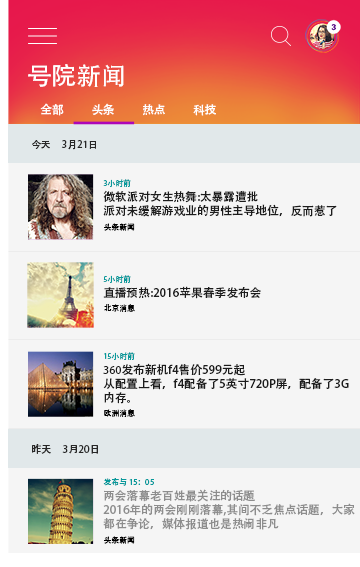 3
号院新闻
全部 头条 热点 科技
今天 3月21日
3小时前
微软派对女生热舞:太暴露遭批
派对未缓解游戏业的男性主导地位，反而惹了
头条新闻
5小时前
直播预热:2016苹果春季发布会
北京消息
15小时前
360发布新机f4售价599元起
从配置上看，f4配备了5英寸720P屏，配备了3G
内存。
欧洲消息
昨天 3月20日
发布与 15：05
两会落幕老百姓最关注的话题
2016年的两会刚刚落幕,其间不乏焦点话题，大家
都在争论，媒体报道也是热闹非凡
头条新闻